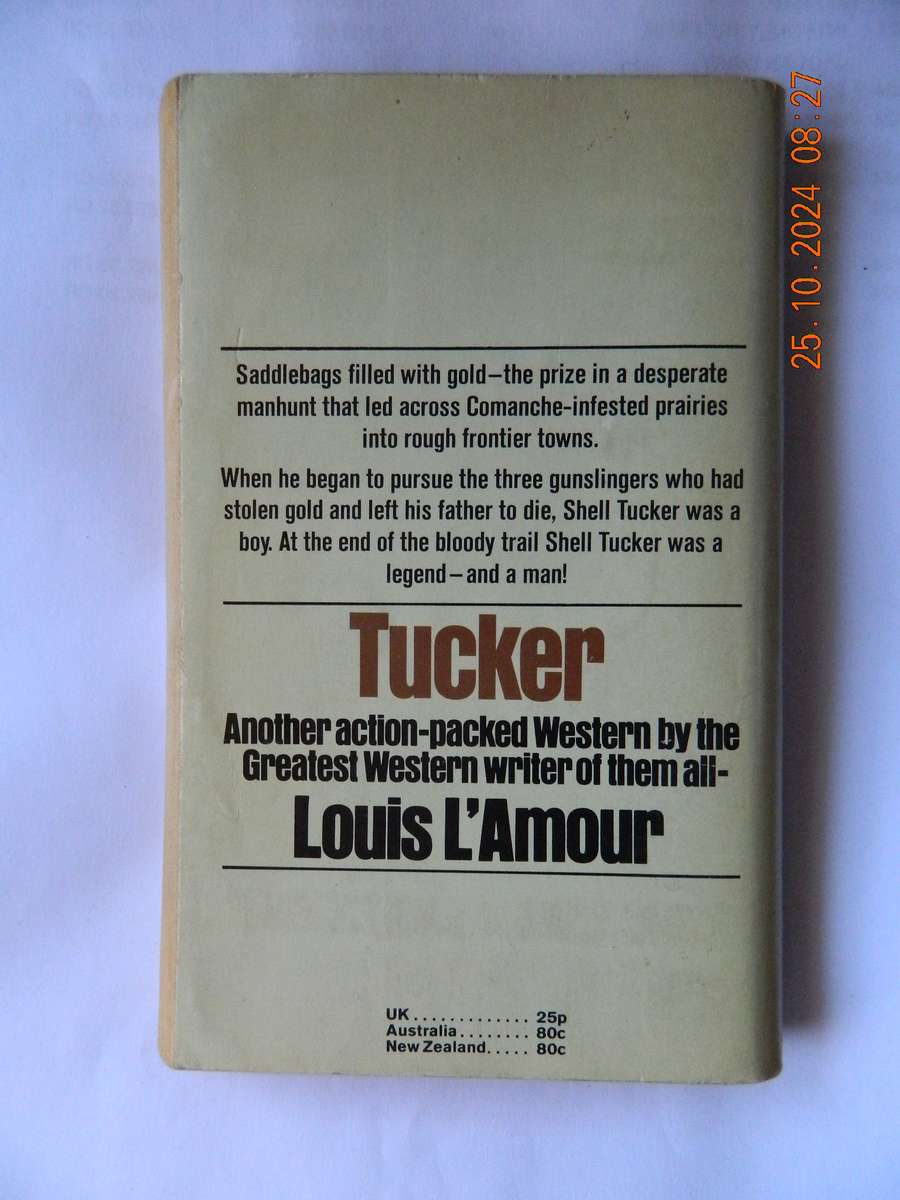 Saddlebags filled with gold—the prize in a desperate
manhunt that led across Comanche-infested prairies
into rough frontier towns.
When he began to pursue the three gunslingers who had
stolen gold and left his father to die, Shell Tucker was a
boy. At the end of the bloody trail Shell Tucker was a
legend—and a man!
Tucker
Another action-packed Western by the
Greatest Western writer of them all-
Louis L'Amour
UK ............. 25p
Australia ........ 80c
New Zealand ..... 80c
25.10.2024 08:27